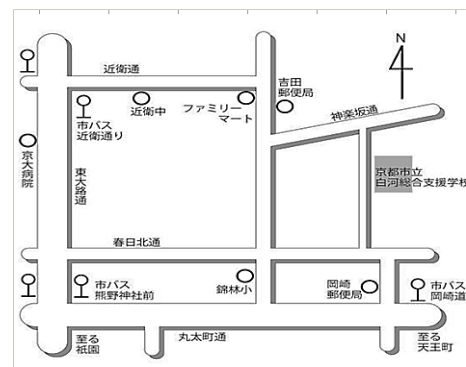 N
近衛通
吉田
郵便局
ファミリー
マート
近衛中
市バス
近衛通り
神楽坂通
京大病院
東大路通
京都市立
白河総合支援学校
春日北通
市バス
熊野神社前
錦林小
岡崎
郵便局
市バス
岡崎道
丸太町通
至る
祇園
至る
天王町